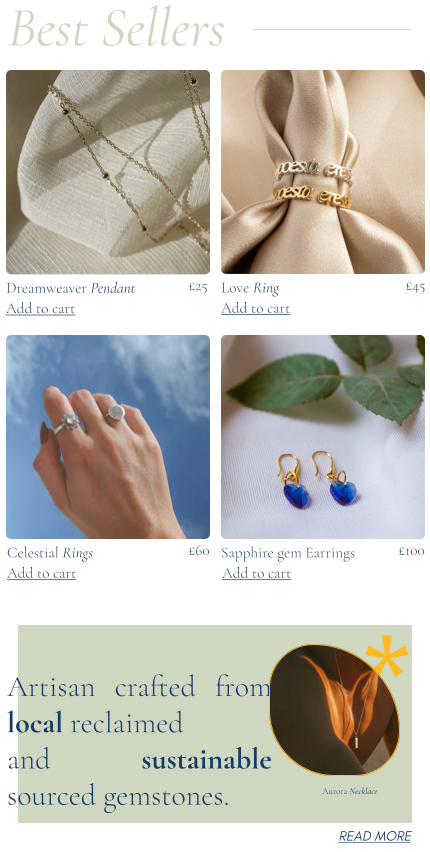 Best Sellers
Dreamweaver Pendant £25
Add to cart
Love Ring £45
Add to cart
Celestial Rings £60
Add to cart
Sapphire gem Earrings £100
Add to cart
Artisan crafted from
local reclaimed
and sustainable
sourced gemstones.
Aurora Necklace
READ MORE